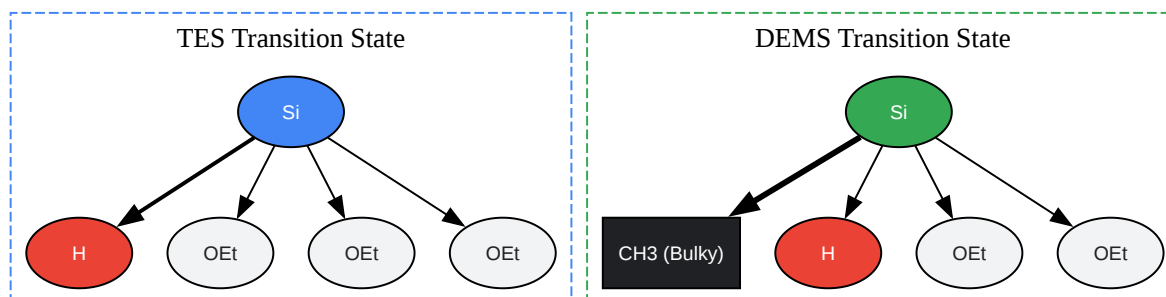 TES Transition State
Si
H
OEt
OEt
OEt
DEMS Transition State
Si
CH3 (Bulky)
H
OEt
OEt